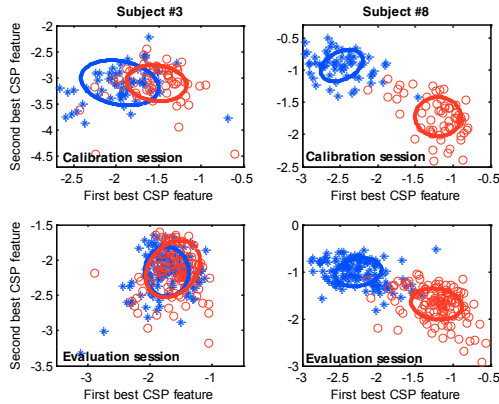 Subject #3
Subject #8
Second best CSP feature
-2
-2.5
-3
-3.5
-4
-4.5
Calibration session
-2.5 -2 -1.5 -1 -0.5
First best CSP feature
0
-0.5
-1
-1.5
-2
-2.5
Calibration session
-3 -2.5 -2 -1.5 -1 -0.5
First best CSP feature
Second best CSP feature
-1.5
-2
-2.5
-3
-3.5
Evaluation session
-3 -2 -1
First best CSP feature
0
-1
-2
-3
Evaluation session
-3 -2.5 -2 -1.5 -1 -0.5
First best CSP feature